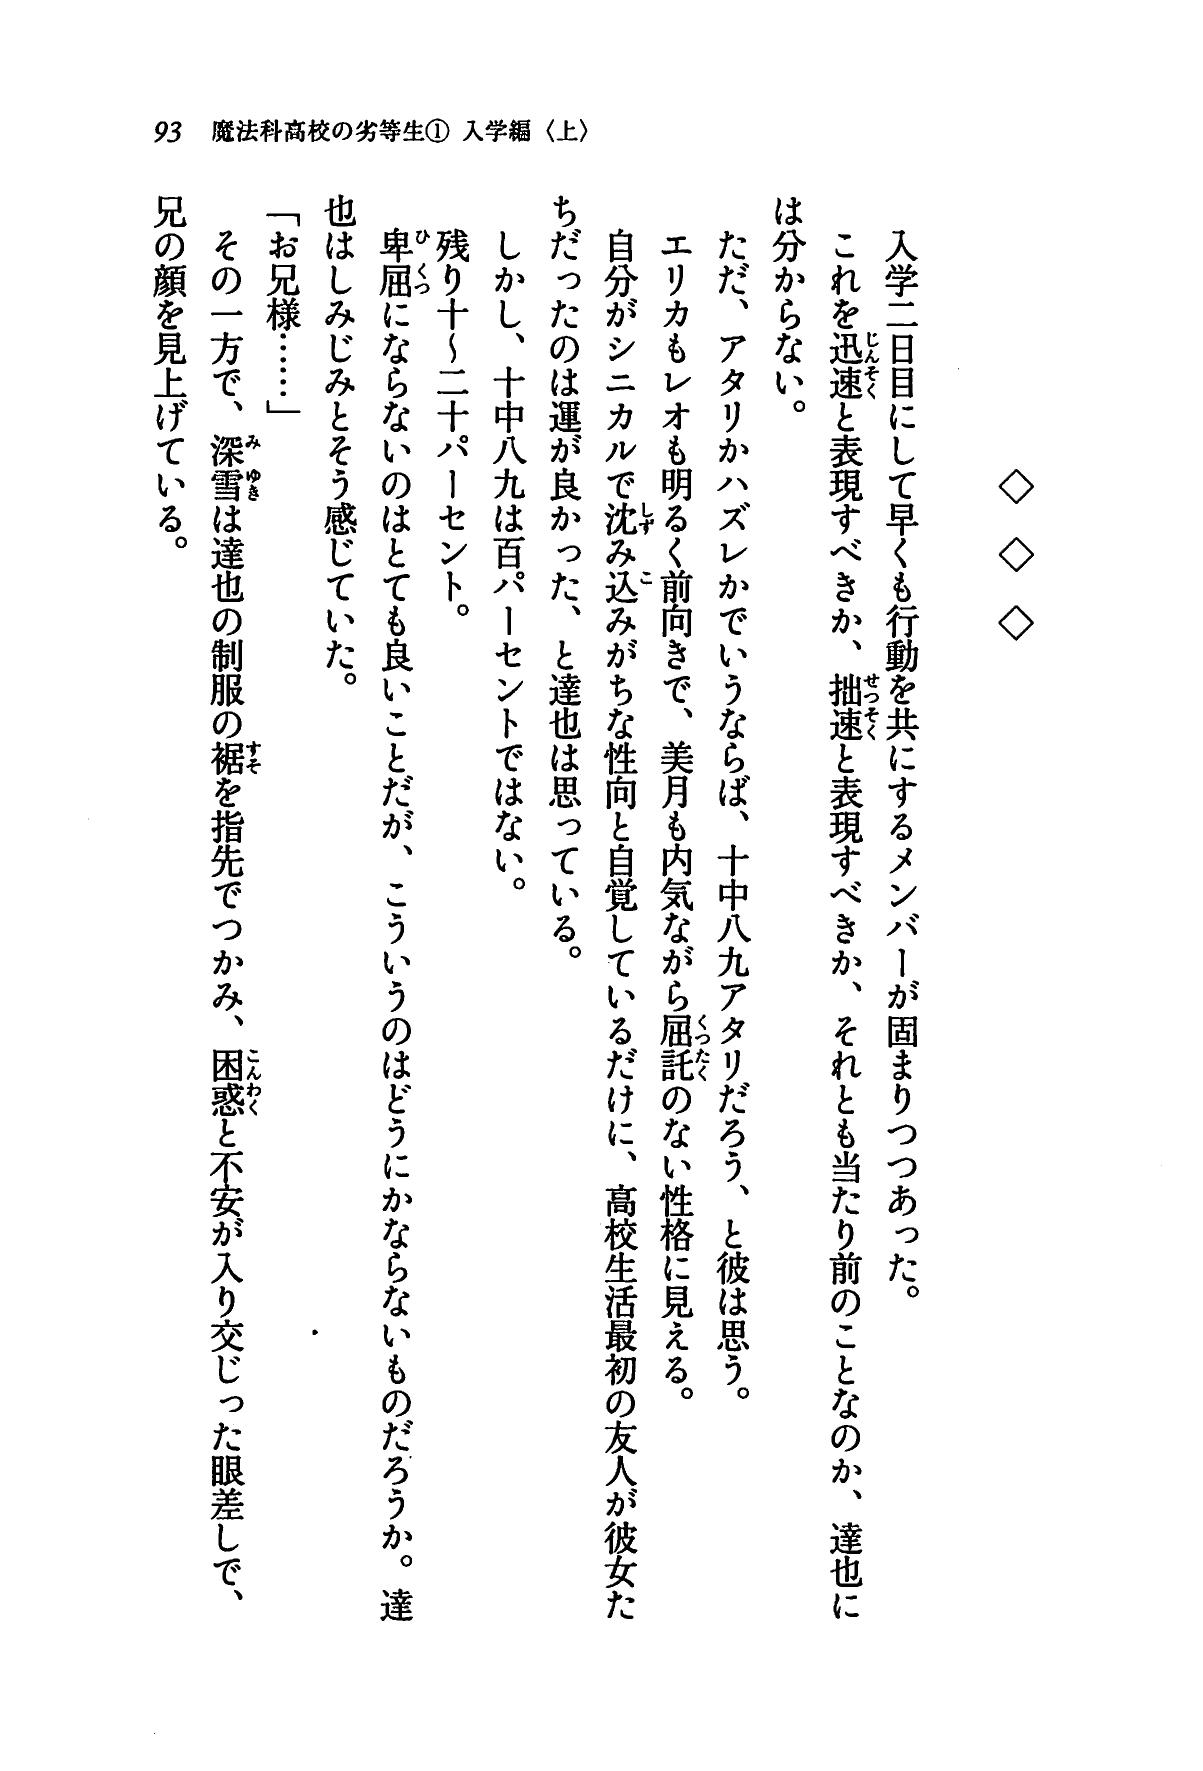 93 魔法科高校の劣等生① 入学編〈上〉
◇ ◇ ◇
入学二日目にして早くも行動を共にするメンバーが固まりつつあった。
これを迅速と表現すべきか、拙速と表現すべきか、それとも当たり前のことなのか、達也に
は分からない。
ただ、アタリかハズレかでいうならば、十中八九アタリだろう、と彼は思う。
エリカもレオも明るく前向きで、美月も内気ながら屈託のない性格に見える。
自分がシニカルで沈み込みがちな性向と自覚しているだけに、高校生活最初の友人が彼女た
ちだったのは運が良かった、と達也は思っている。
しかし、十中八九は百パーセントではない。
残り十〜二十パーセント。
卑屈にならないのはとても良いことだが、こういうのはどうにかならないものだろうか。達
也はしみじみとそう感じていた。
「お兄様……」
その一方で、深雪は達也の制服の裾を指先でつかみ、困惑と不安が入り交じった眼差しで、
兄の顔を見上げている。